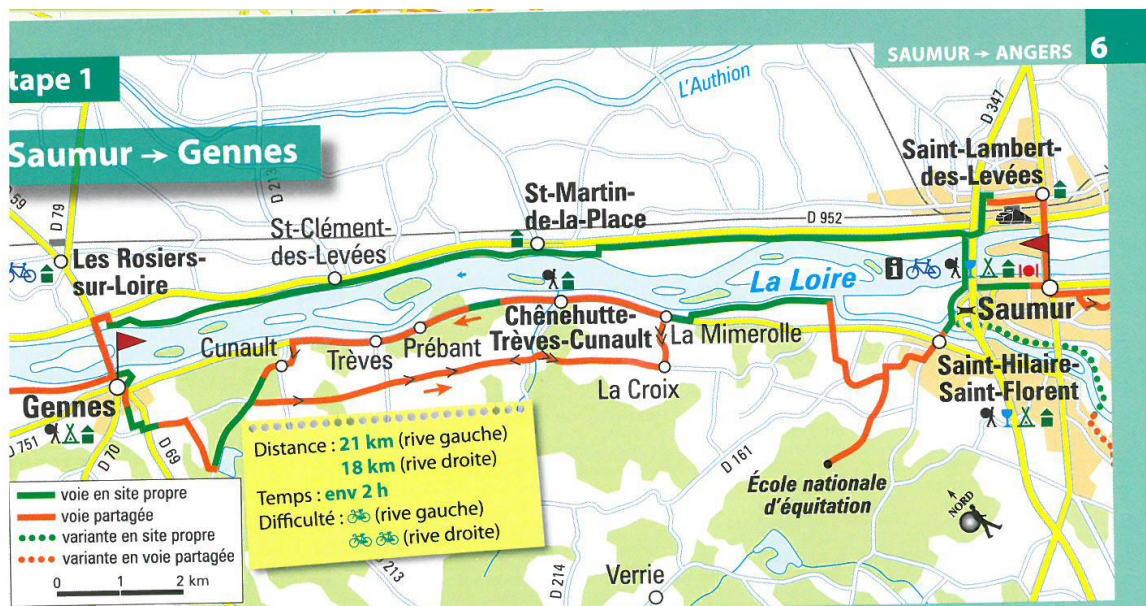 SAUMUR → ANGERS 6
tape 1
Saumur → Gennes
L'Authion
D 347
Saint-Lambert-
des-Levées
D 213
59
D 79
St-Martin-
de-la-Place
D 952
St-Clément-
des-Levées
Les Rosiers-
sur-Loire
La Loire
i
Saumur
Chênehutte-
Trèves-Cunault
La Mimerolle
Cunault
Trèves
Prébant
La Croix
Saint-Hilaire-
Saint-Florent
Gennes
D 751
D 70
D 69
D 161
École nationale
d'équitation
NORD
Distance : 21 km (rive gauche)
18 km (rive droite)
Temps : env 2 h
Difficulté : (rive gauche)
(rive droite)
voie en site propre
voie partagée
variante en site propre
variante en voie partagée
0 1 2 km
213
D 214
Verrie